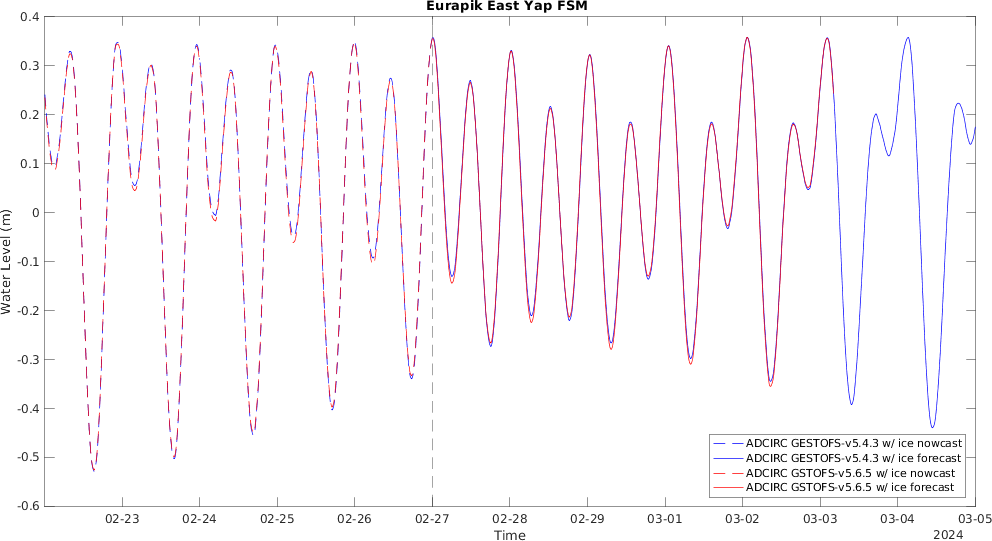 Eurapik East Yap FSM
0.4
0.3
0.2
0.1
0
-0.1
-0.2
-0.3
-0.4
-0.5
-0.6
Water Level (m)
ADCIRC GESTOFS-v5.4.3 w/ ice nowcast
ADCIRC GESTOFS-v5.4.3 w/ ice forecast
ADCIRC GSTOFS-v5.6.5 w/ ice nowcast
ADCIRC GSTOFS-v5.6.5 w/ ice forecast
02-23 02-24 02-25 02-26 02-27 02-28 02-29 03-01 03-02 03-03 03-04 03-05
Time
2024